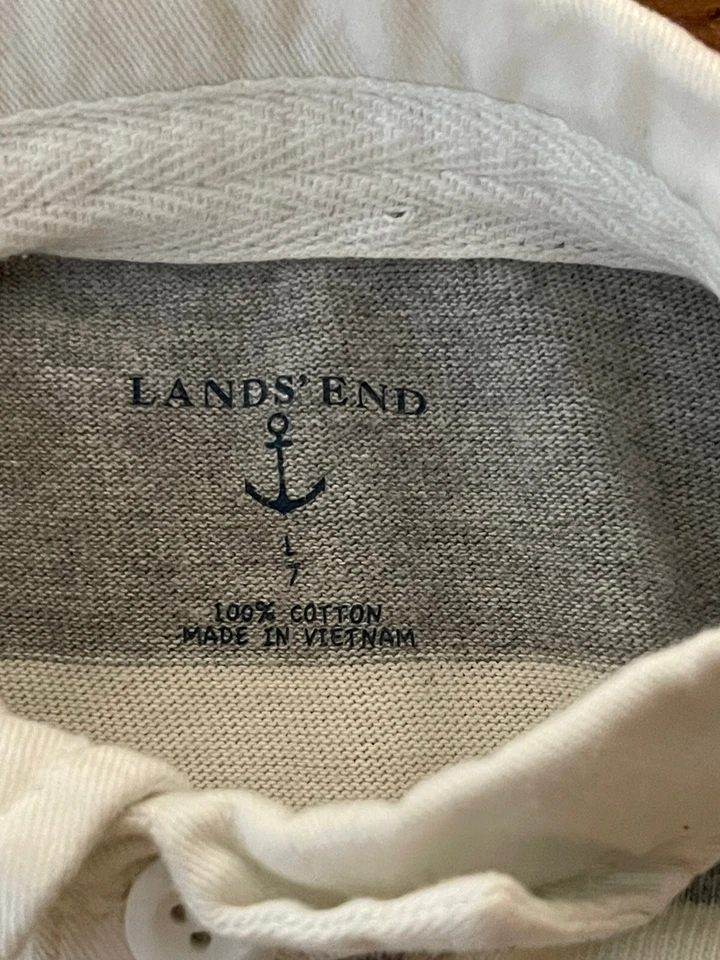 LANDS' END
L
7
100% COTTON
MADE IN VIETNAM